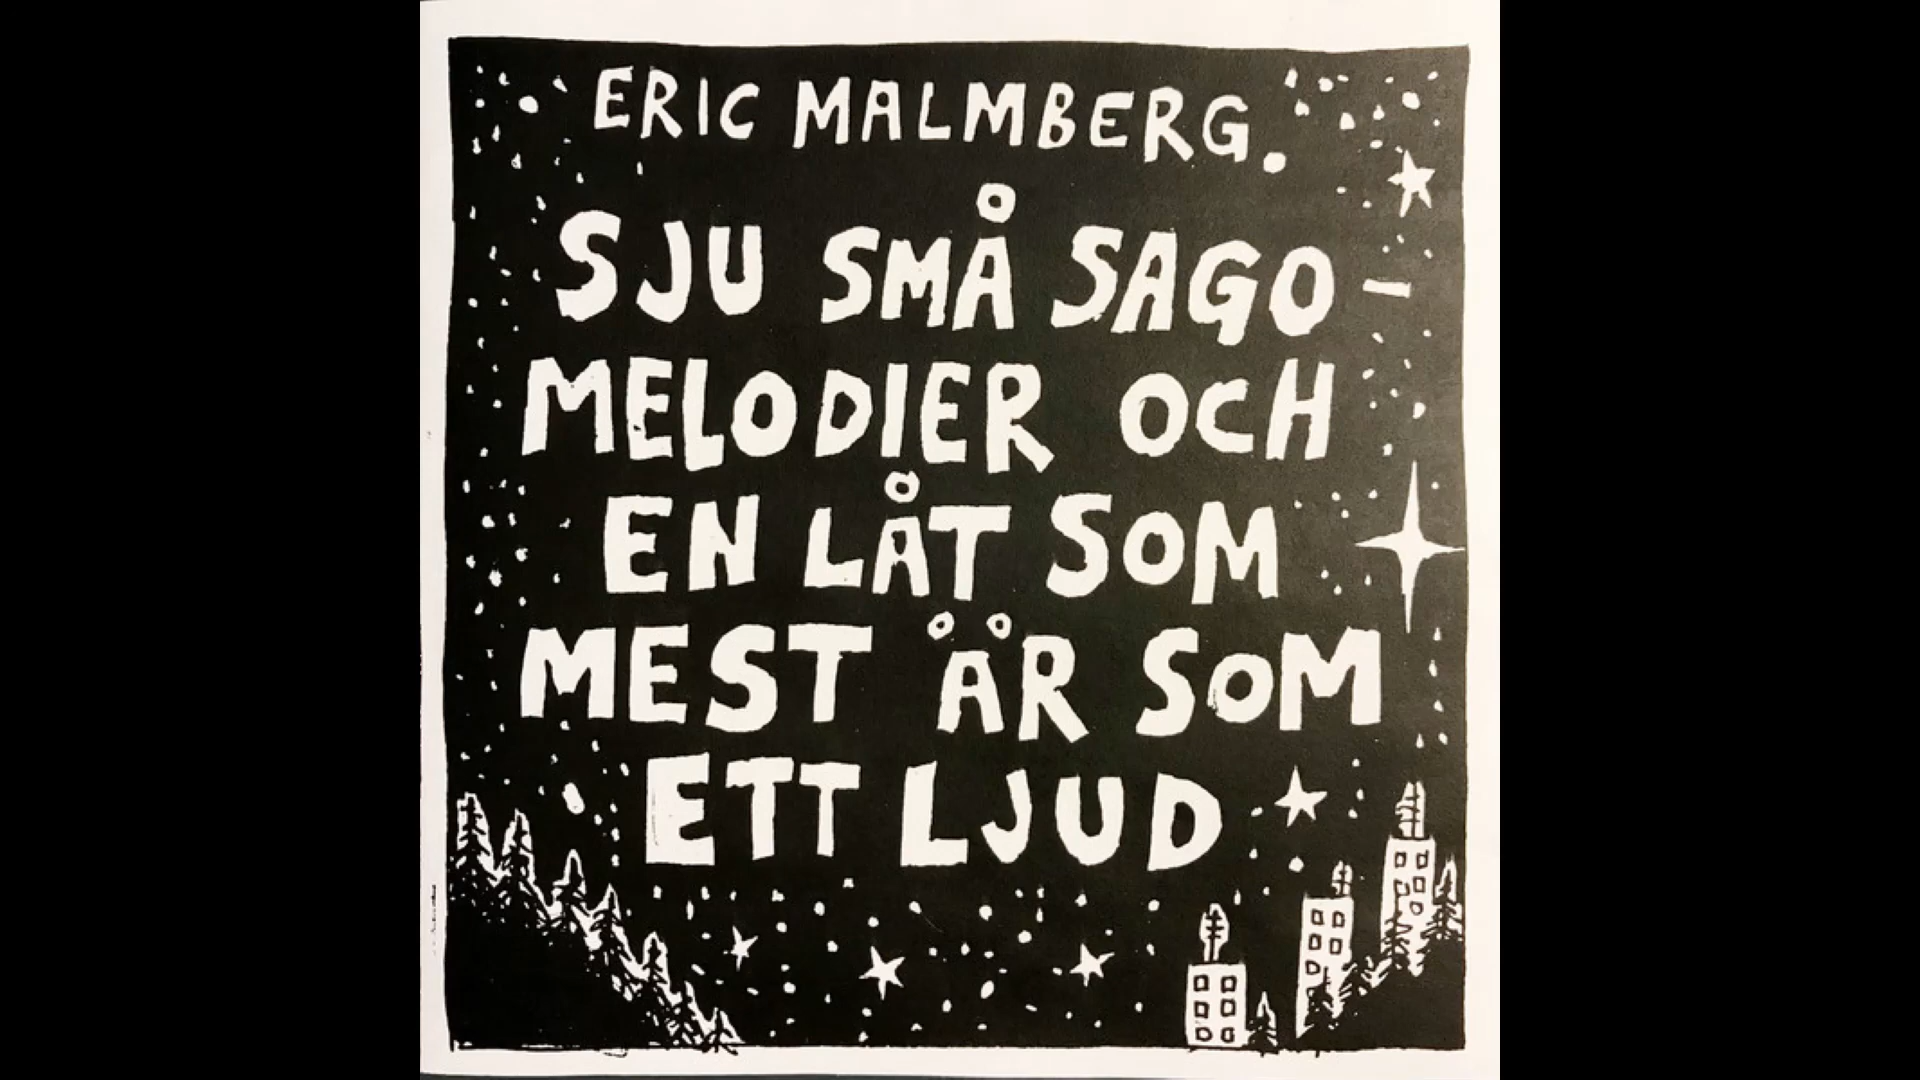 ERIC MALMBERG.
SJU SMÅ SAGO-
MELODIER OCH
EN LÅT SOM
MEST ÄR SOM
ETT LJUD